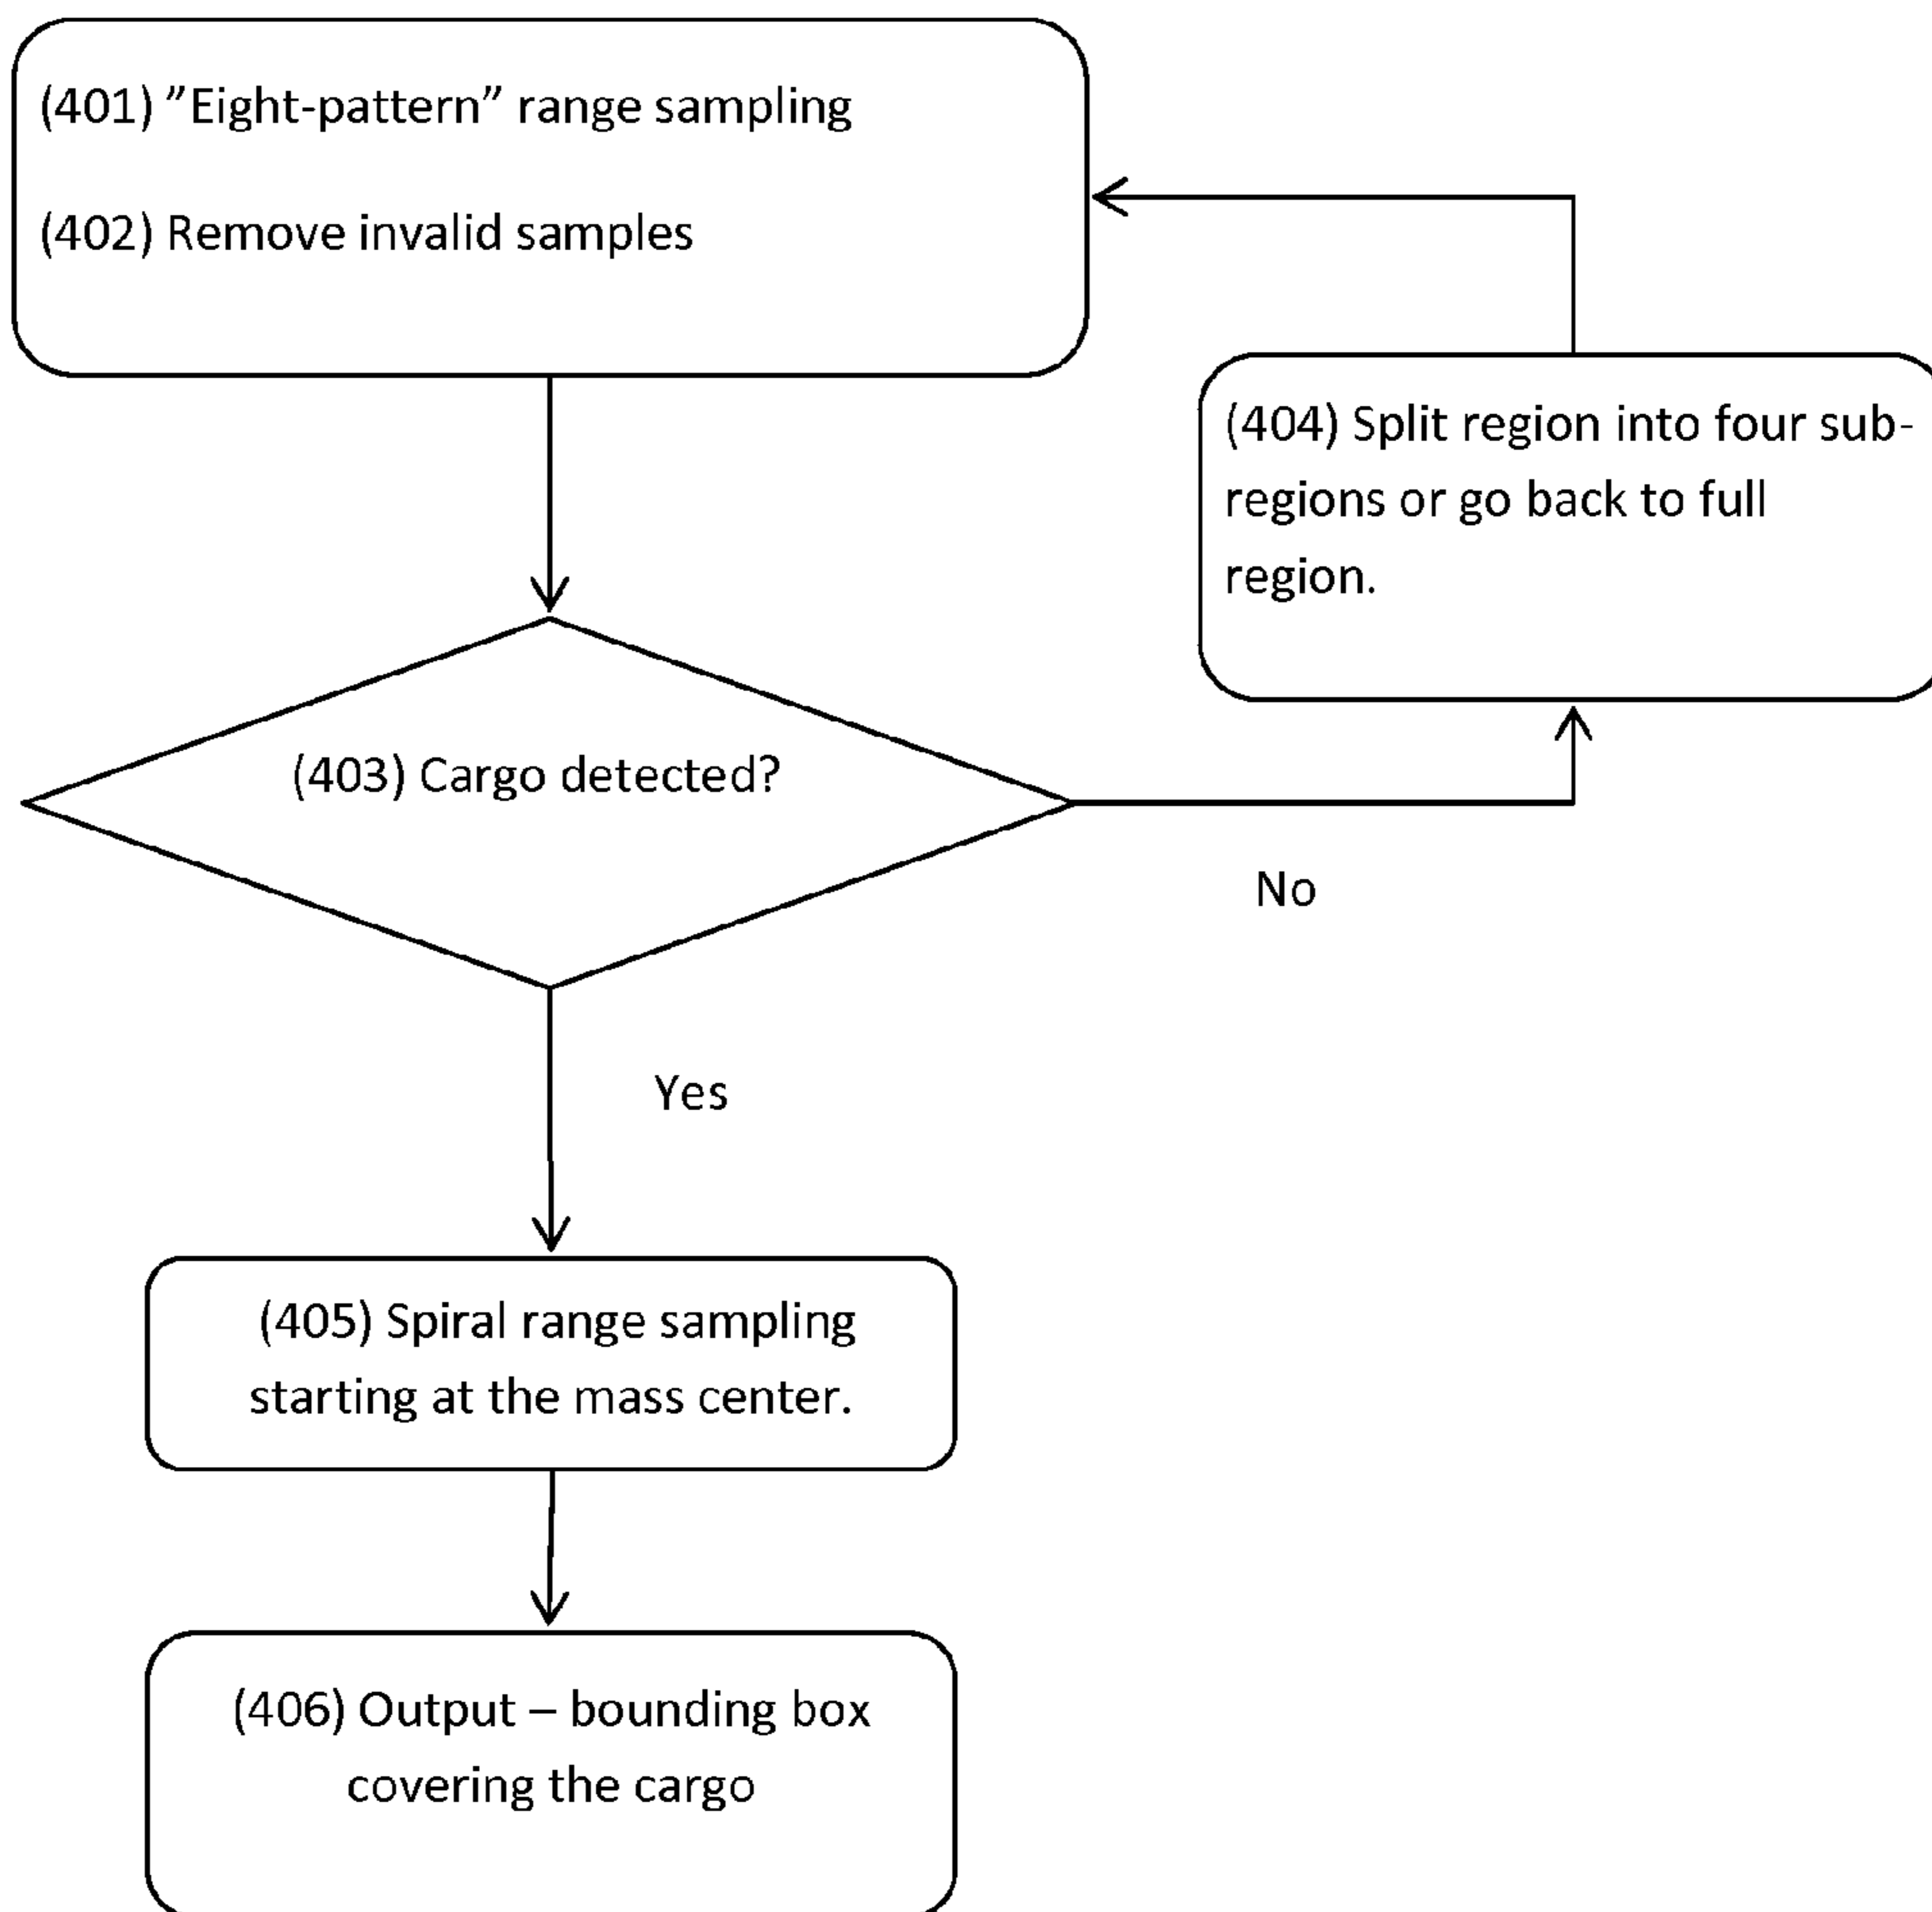 (401) ”Eight-pattern” range sampling
(402) Remove invalid samples
(404) Split region into four sub-
regions or go back to full
region.
(403) Cargo detected?
No
Yes
(405) Spiral range sampling
starting at the mass center.
(406) Output – bounding box
covering the cargo